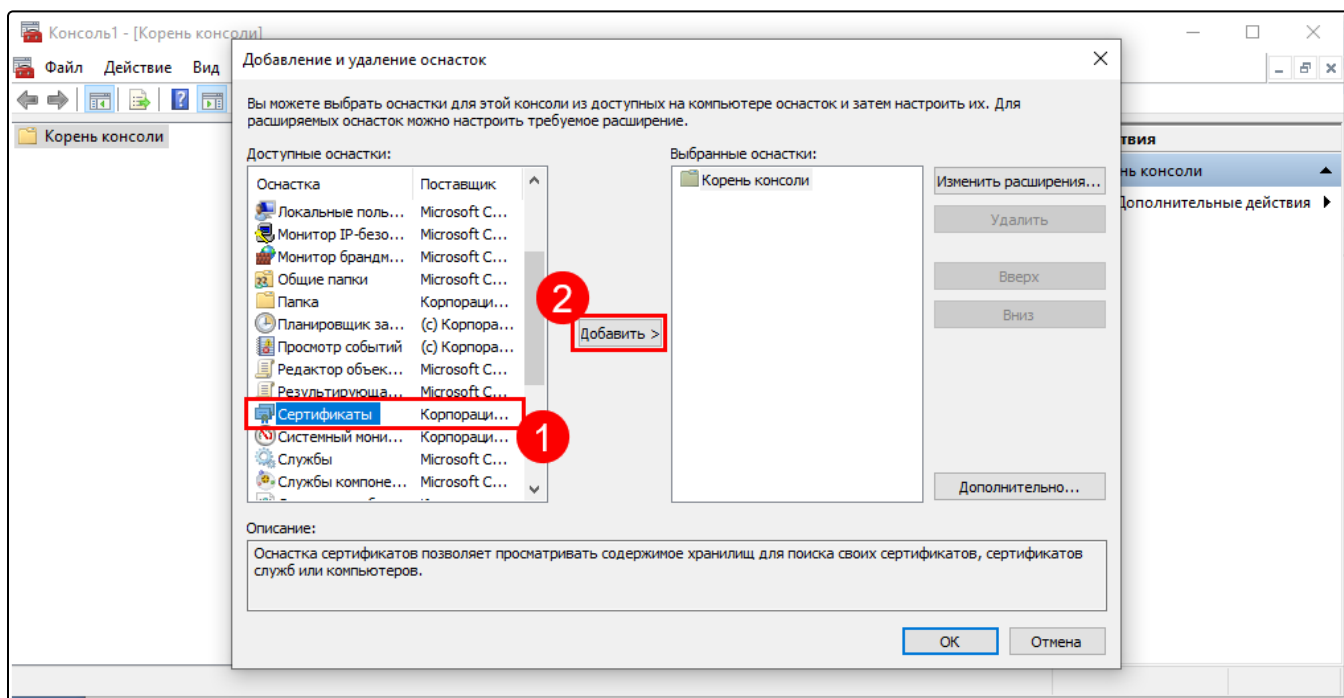 Консоль1 - [Корень консоли]
Файл Действие Вид
Добавление и удаление оснасток
Вы можете выбрать оснастки для этой консоли из доступных на компьютере оснасток и затем настроить их. Для
расширяемых оснасток можно настроить требуемое расширение.
Корень консоли
Доступные оснастки:
Оснастка Поставщик
Локальные поль... Microsoft C...
Монитор IP-безо... Microsoft C...
Монитор брандм... Microsoft C...
Общие папки Microsoft C...
Папка Корпораци...
Планировщик за... (c) Корпора...
Просмотр событий (c) Корпора...
Редактор объек... Microsoft C...
Результирующа... Microsoft C...
Сертификаты Корпораци...
Системный мони... Корпораци...
Службы Microsoft C...
Службы компоне... Microsoft C...
1
2
Добавить >
Выбранные оснастки:
Корень консоли
Изменить расширения...
Удалить
Вверх
Вниз
Дополнительно...
Описание:
Оснастка сертификатов позволяет просматривать содержимое хранилищ для поиска своих сертификатов, сертификатов
служб или компьютеров.
ОК Отмена
твия
нь консоли
Дополнительные действия